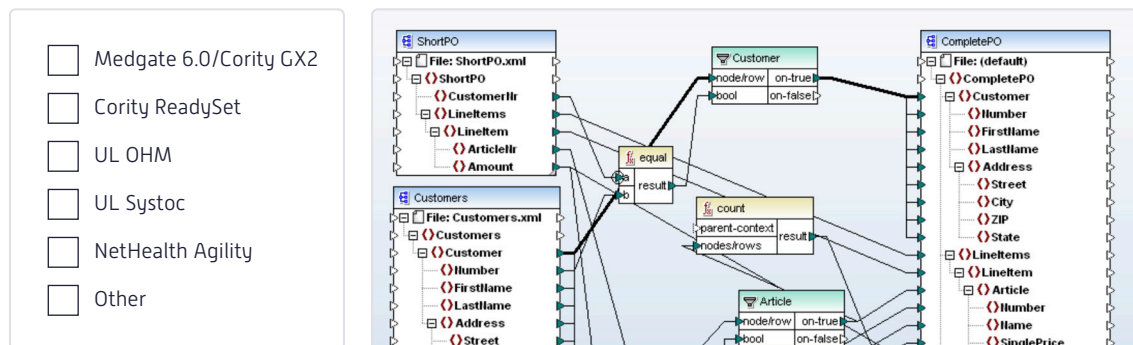 Medgate 6.0/Cority GX2
Cority ReadySet
UL OHM
UL Systoc
NetHealth Agility
Other
ShortPO
File: ShortPO.xml
ShortPO
CustomerNr
LineItems
LineItem
ArticleNr
Amount
Customers
File: Customers.xml
Customers
Customer
Number
FirstName
LastName
Address
Street
Customer
node/row on-true
bool on-false
equal
a
b
result
count
parent-context
nodes/rows
result
Article
node/row on-true
bool on-false
CompletePO
File: (default)
CompletePO
Customer
Number
FirstName
LastName
Address
Street
City
ZIP
State
LineItems
LineItem
Article
Number
Name
SinglePrice